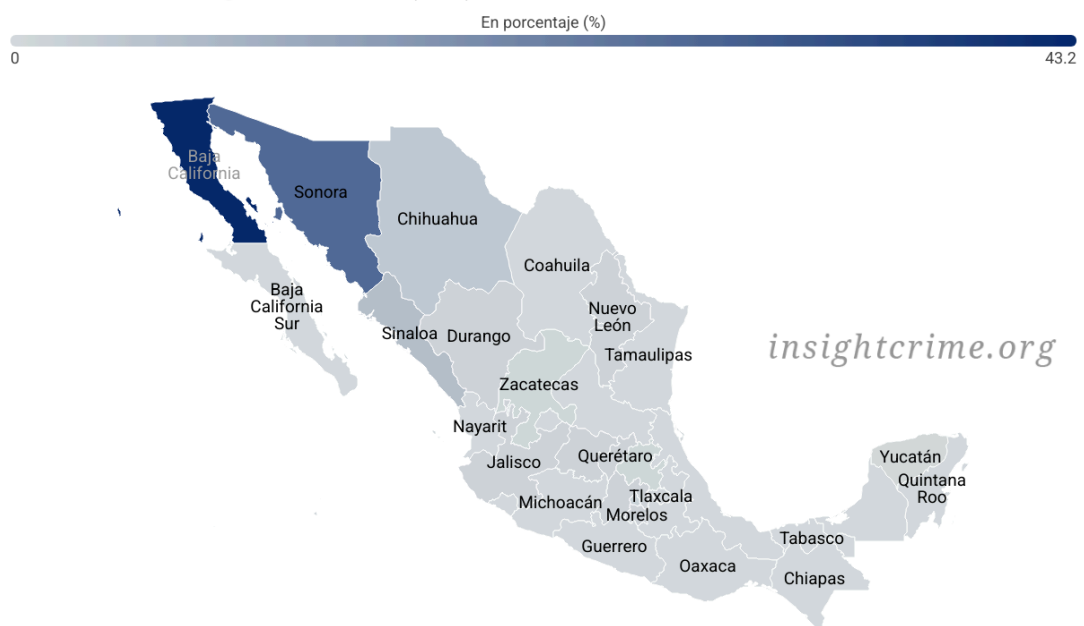 En porcentaje (%)
0
43.2
Baja
California
Sonora
Chihuahua
Coahuila
Baja
California
Sur
Nuevo
León
Sinaloa
Durango
Tamaulipas
insightcrime.org
Zacatecas
Nayarit
Jalisco
Querétaro
Yucatán
Quintana
Roo
Michoacán
Tlaxcala
Morelos
Tabasco
Guerrero
Oaxaca
Chiapas